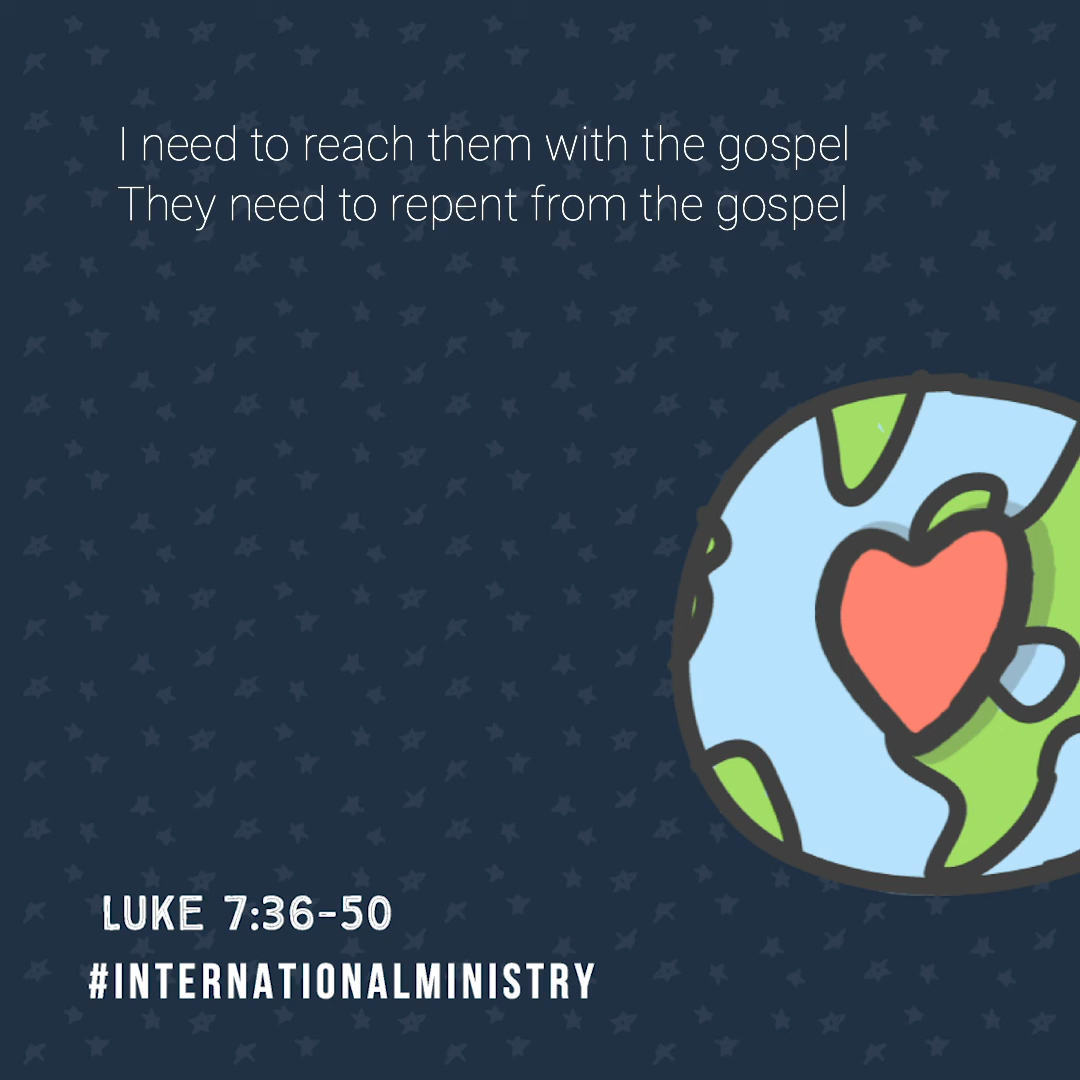 I need to reach them with the gospel
They need to repent from the gospel
LUKE 7:36-50
#INTERNATIONALMINISTRY